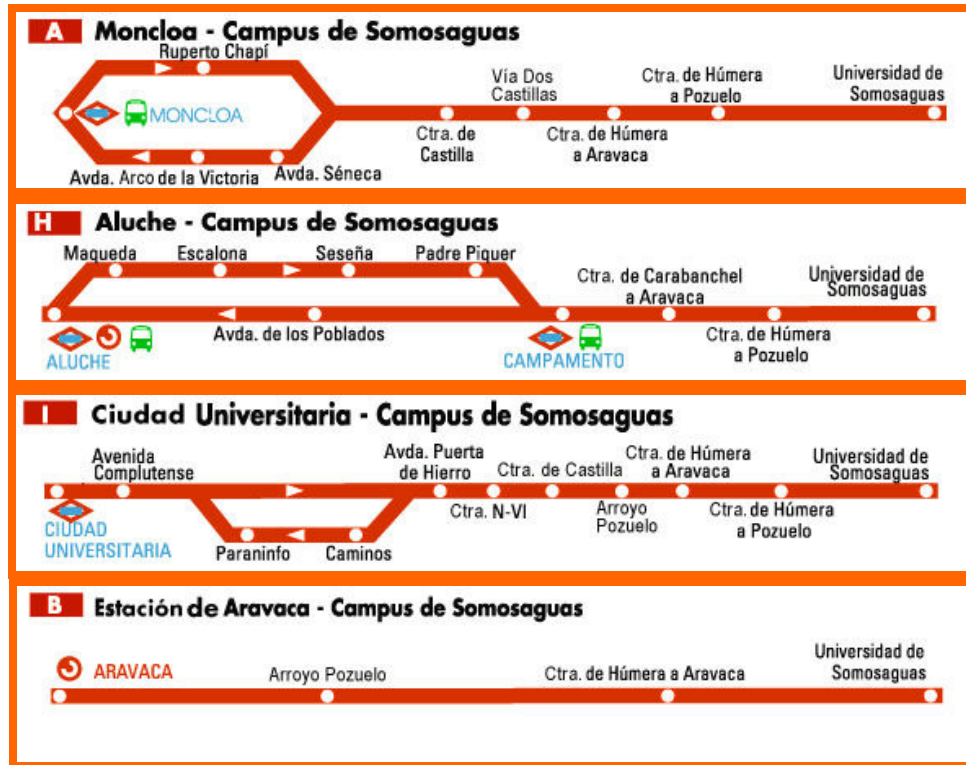 A Moncloa - Campus de Somosaguas
Ruperto Chapí
MONCLOA
Avda. Arco de la Victoria
Avda. Séneca
Ctra. de
Castilla
Vía Dos
Castillas
Ctra. de Húmera
a Aravaca
Ctra. de Húmera
a Pozuelo
Universidad de
Somosaguas
H Aluche - Campus de Somosaguas
Maqueda
Escalona
Seseña
Padre Piquer
Avda. de los Poblados
ALUCHE
CAMPAMENTO
Ctra. de Carabanchel
a Aravaca
Ctra. de Húmera
a Pozuelo
Universidad de
Somosaguas
I Ciudad Universitaria - Campus de Somosaguas
Avenida
Complutense
CIUDAD
UNIVERSITARIA
Paraninfo
Caminos
Avda. Puerta
de Hierro
Ctra. N-VI
Ctra. de Castilla
Arroyo
Pozuelo
Ctra. de Húmera
a Aravaca
Ctra. de Húmera
a Pozuelo
Universidad de
Somosaguas
B Estación de Aravaca - Campus de Somosaguas
ARAVACA
Arroyo Pozuelo
Ctra. de Húmera a Aravaca
Universidad de
Somosaguas